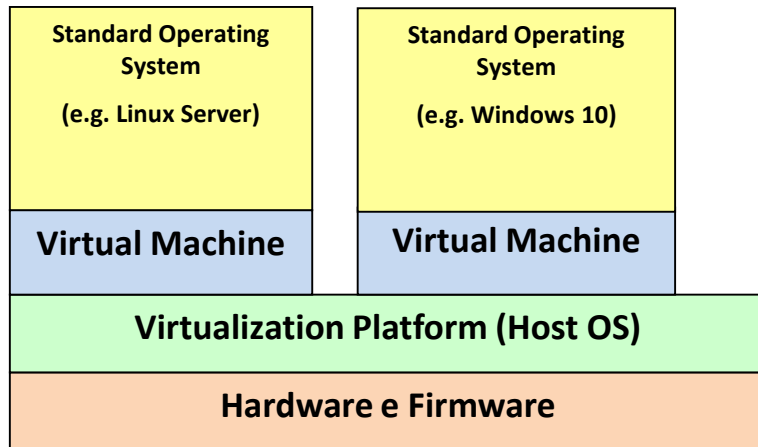 Standard Operating
System
(e.g. Linux Server)
Standard Operating
System
(e.g. Windows 10)
Virtual Machine
Virtual Machine
Virtualization Platform (Host OS)
Hardware e Firmware